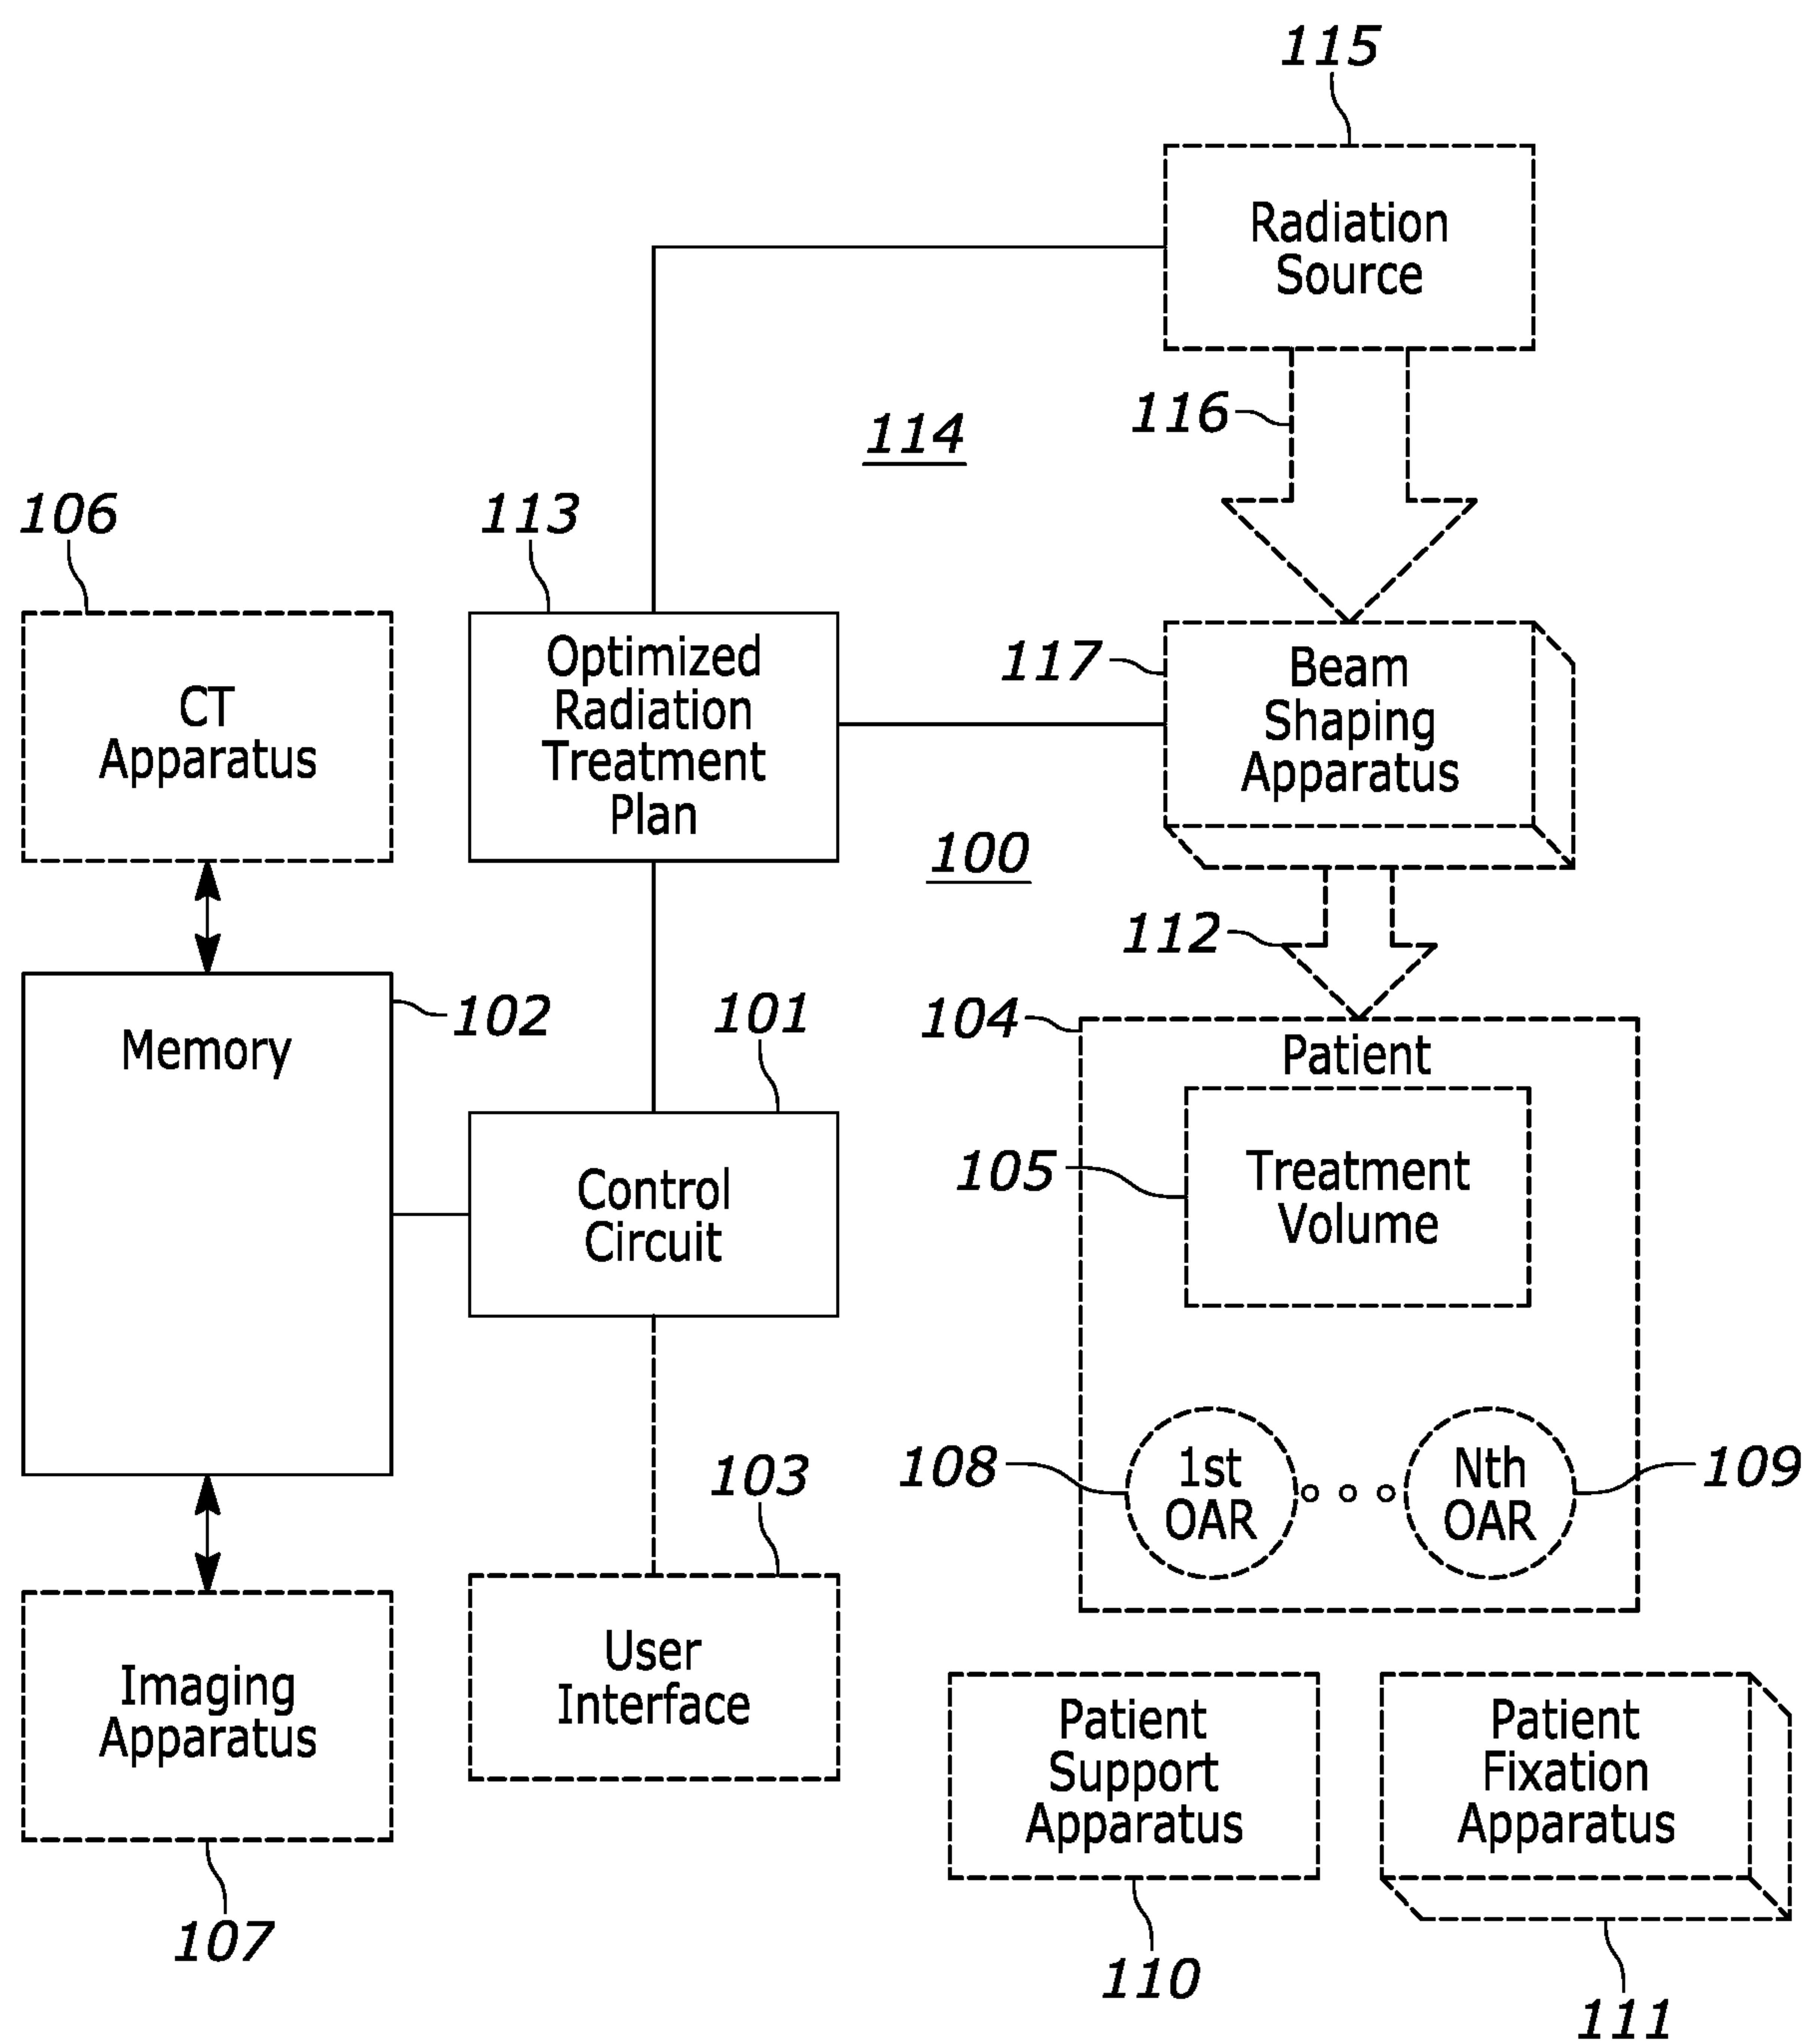 115
Radiation
Source
116
114
106
113
CT
Apparatus
Optimized
Radiation
Treatment
Plan
117
Beam
Shaping
Apparatus
100
112
102
Memory
101
Control
Circuit
104
Patient
105
Treatment
Volume
108
1st
OAR
Nth
OAR
109
103
User
Interface
Imaging
Apparatus
107
Patient
Support
Apparatus
110
Patient
Fixation
Apparatus
111